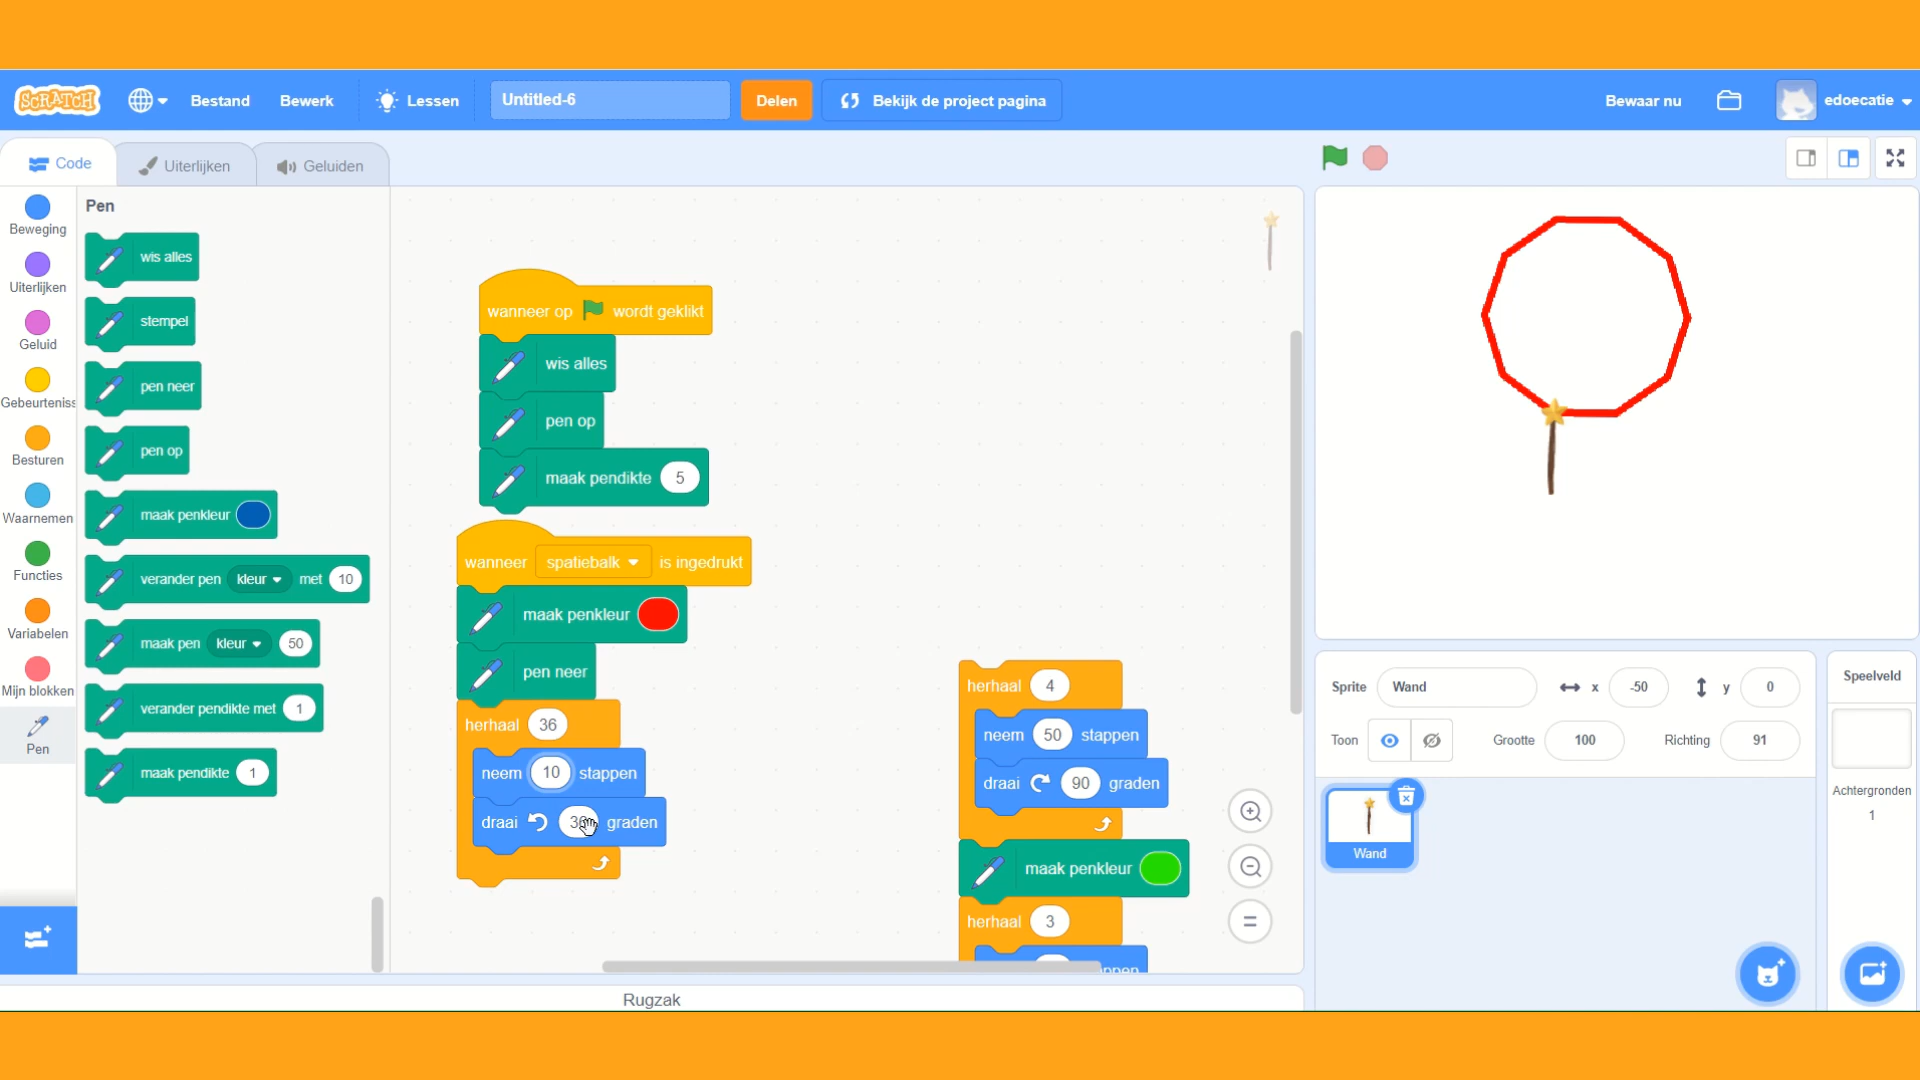 SCRATCH
Bestand
Bewerk
Lessen
Untitled-6
Delen
Bekijk de project pagina
Bewaar nu
edoecatie
Code
Uiterlijken
Geluiden
Beweging
Uiterlijken
Geluid
Gebeurteniss
Besturen
Waarnemen
Functies
Variabelen
Mijn blokken
Pen
Pen
wis alles
stempel
pen neer
pen op
maak penkleur
verander pen kleur met 10
maak pen kleur 50
verander pendikte met 1
maak pendikte 1
wanneer op wordt geklikt
wis alles
pen op
maak pendikte 5
wanneer spatiebalk is ingedrukt
maak penkleur
pen neer
herhaal 36
neem 10 stappen
draai graden
herhaal 4
neem 50 stappen
draai 90 graden
maak penkleur
herhaal 3
Rugzak
Sprite Wand x -50 y 0
Toon Grootte 100 Richting 91
Wand
Speelveld
Achtergronden
1